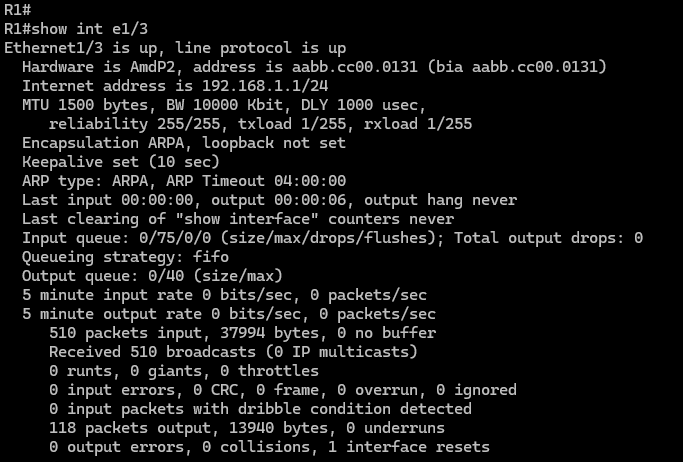 R1#
R1#show int e1/3
Ethernet1/3 is up, line protocol is up
  Hardware is AmdP2, address is aabb.cc00.0131 (bia aabb.cc00.0131)
  Internet address is 192.168.1.1/24
  MTU 1500 bytes, BW 10000 Kbit, DLY 1000 usec,
     reliability 255/255, txload 1/255, rxload 1/255
  Encapsulation ARPA, loopback not set
  Keepalive set (10 sec)
  ARP type: ARPA, ARP Timeout 04:00:00
  Last input 00:00:00, output 00:00:06, output hang never
  Last clearing of "show interface" counters never
  Input queue: 0/75/0/0 (size/max/drops/flushes); Total output drops: 0
  Queueing strategy: fifo
  Output queue: 0/40 (size/max)
  5 minute input rate 0 bits/sec, 0 packets/sec
  5 minute output rate 0 bits/sec, 0 packets/sec
     510 packets input, 37994 bytes, 0 no buffer
     Received 510 broadcasts (0 IP multicasts)
     0 runts, 0 giants, 0 throttles
     0 input errors, 0 CRC, 0 frame, 0 overrun, 0 ignored
     0 input packets with dribble condition detected
     118 packets output, 13940 bytes, 0 underruns
     0 output errors, 0 collisions, 1 interface resets